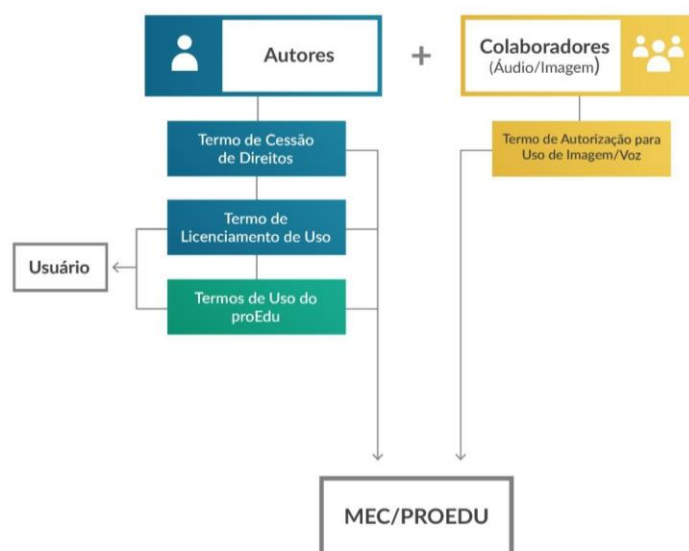 Autores
+
Colaboradores
(Áudio/Imagem)
Termo de Cessão
de Direitos
Termo de Autorização para
Uso de Imagem/Voz
Termo de
Licenciamento de Uso
Usuário
Termos de Uso do
proEdu
MEC/PROEDU